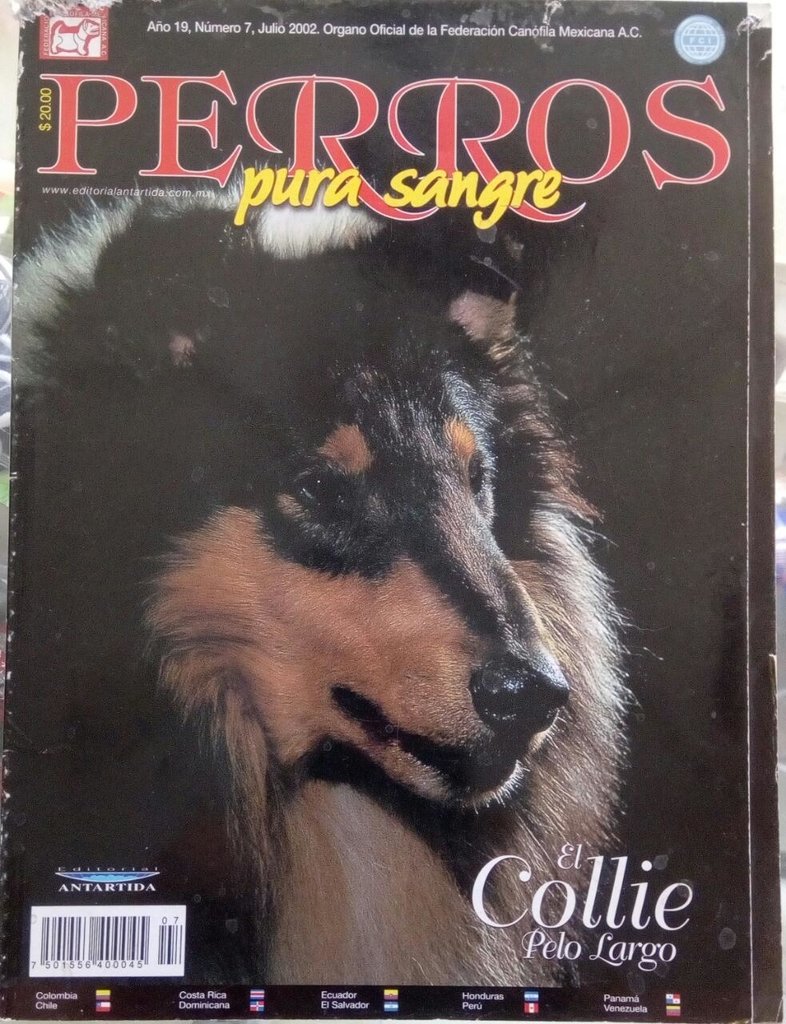 Año 19, Número 7, Julio 2002. Organo Oficial de la Federación Canófila Mexicana A.C.
FCI
$ 20.00
PERROS
pura sangre
www.editorialantartida.com.mx
El
Collie
Pelo Largo
Editorial
ANTARTIDA
07
7 501556 400045
Colombia
Chile
Costa Rica
Dominicana
Ecuador
El Salvador
Honduras
Perú
Panamá
Venezuela